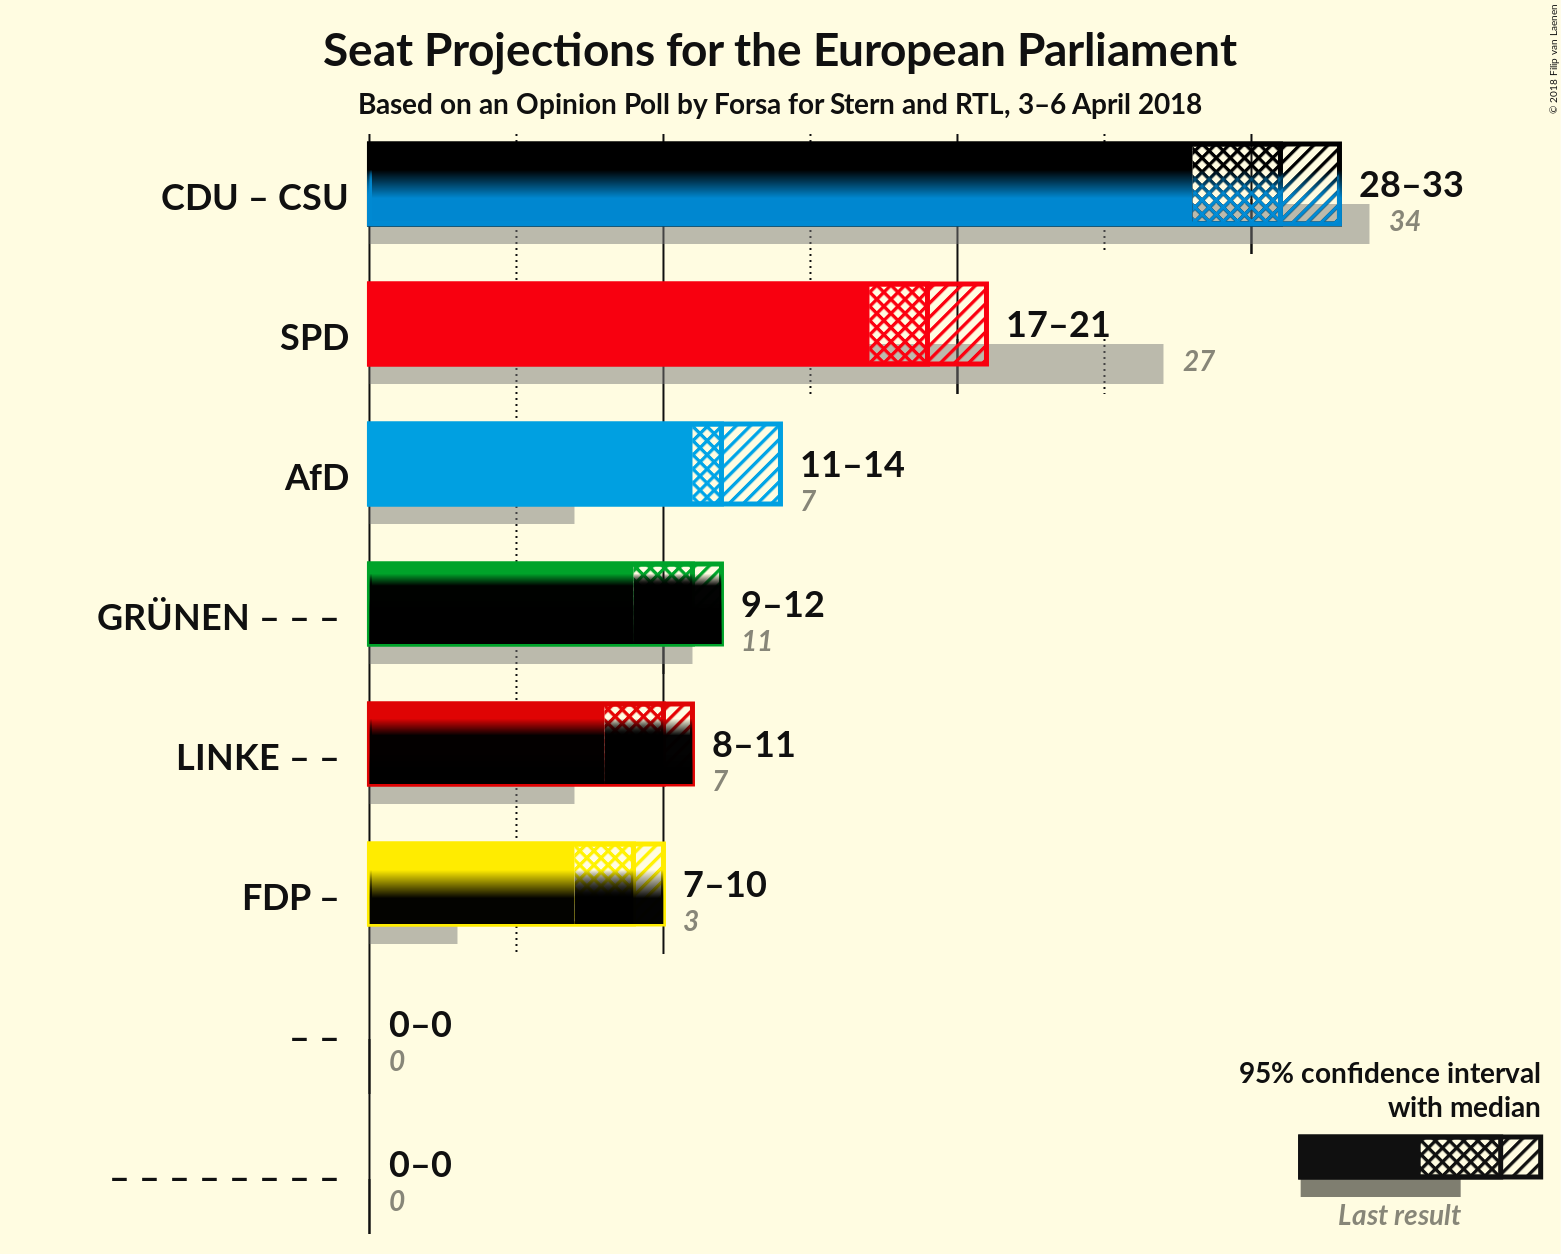 Seat Projections for the European Parliament
Based on an Opinion Poll by Forsa for Stern and RTL, 3–6 April 2018
© 2018 Filip van Laenen
CDU – CSU
28–33
34
SPD
17–21
27
AfD
11–14
7
GRÜNEN – – –
9–12
11
LINKE – –
8–11
7
FDP –
7–10
3
– –
0–0
0
– – – – – – – –
0–0
0
95% confidence interval
with median
Last result